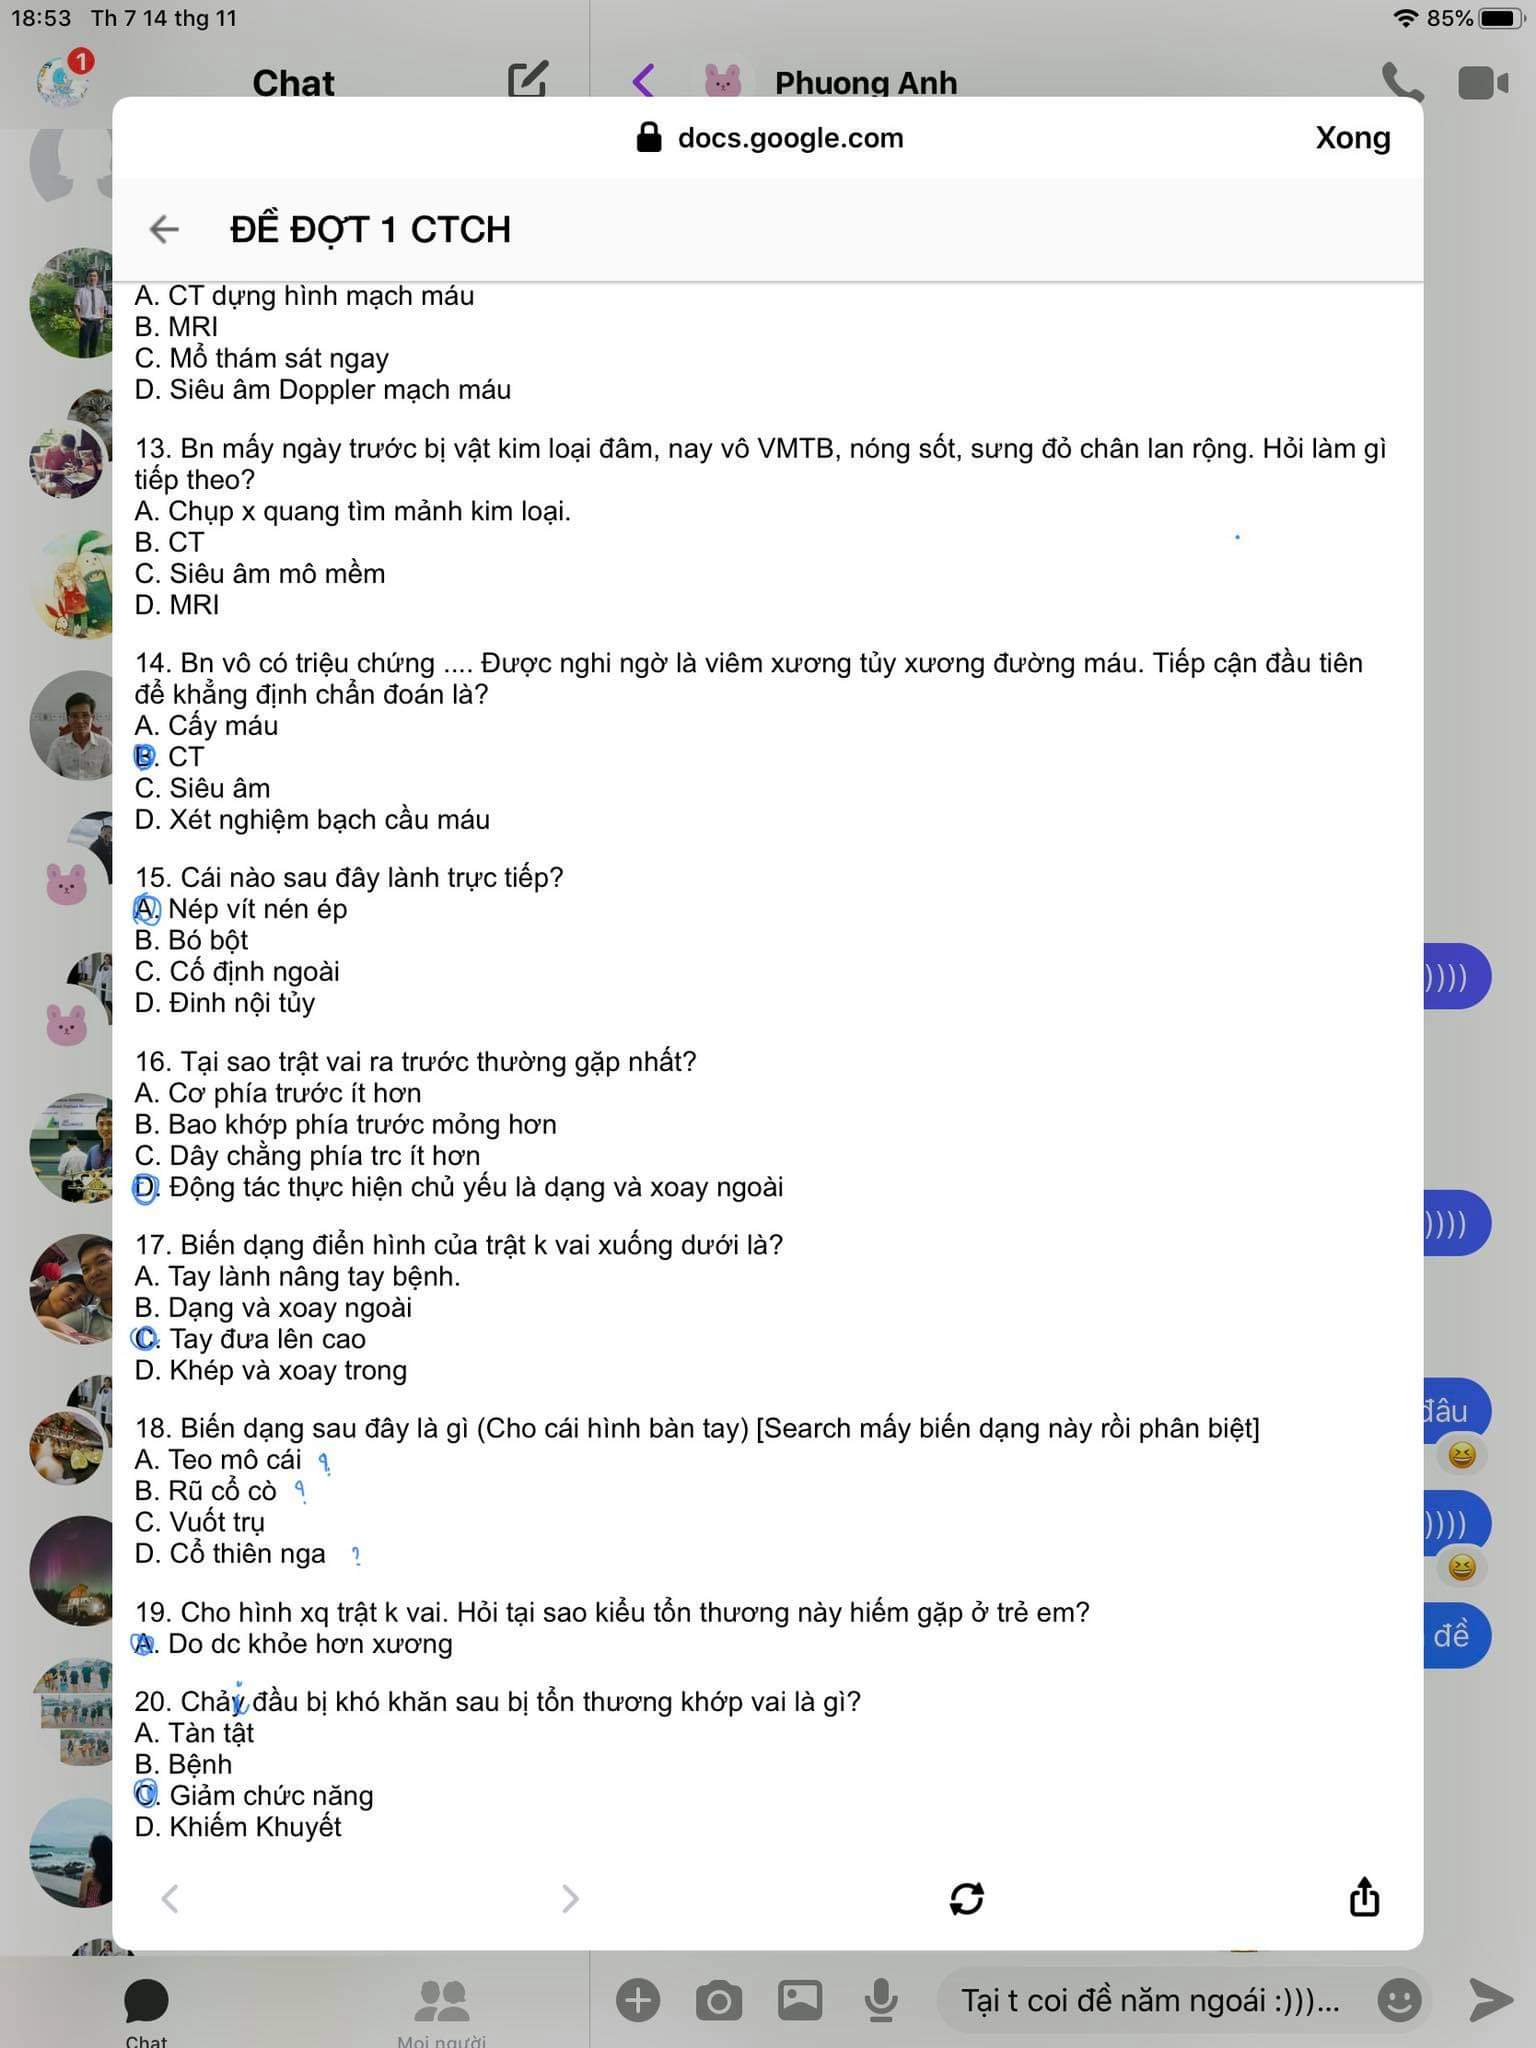 18:53 Th 7 14 thg 11
85%
1
Chat
Phuong Anh
docs.google.com
Xong
ĐỀ ĐỢT 1 CTCH
A. CT dựng hình mạch máu
B. MRI
C. Mổ thám sát ngay
D. Siêu âm Doppler mạch máu
13. Bn mấy ngày trước bị vật kim loại đâm, nay vô VMTB, nóng sốt, sưng đỏ chân lan rộng. Hỏi làm gì
tiếp theo?
A. Chụp x quang tìm mảnh kim loại.
B. CT
C. Siêu âm mô mềm
D. MRI
14. Bn vô có triệu chứng .... Được nghi ngờ là viêm xương tủy xương đường máu. Tiếp cận đầu tiên
để khẳng định chẩn đoán là?
A. Cấy máu
B. CT
C. Siêu âm
D. Xét nghiệm bạch cầu máu
15. Cái nào sau đây lành trực tiếp?
A. Nép vít nén ép
B. Bó bột
C. Cố định ngoài
D. Đinh nội tủy
))))
16. Tại sao trật vai ra trước thường gặp nhất?
A. Cơ phía trước ít hơn
B. Bao khớp phía trước mỏng hơn
C. Dây chằng phía trc ít hơn
D. Động tác thực hiện chủ yếu là dạng và xoay ngoài
))))
17. Biến dạng điển hình của trật k vai xuống dưới là?
A. Tay lành nâng tay bệnh.
B. Dạng và xoay ngoài
C. Tay đưa lên cao
D. Khép và xoay trong
đâu
18. Biến dạng sau đây là gì (Cho cái hình bàn tay) [Search mấy biến dạng này rồi phân biệt]
A. Teo mô cái ?
B. Rũ cổ cò ?
C. Vuốt trụ
D. Cổ thiên nga ?
))))
19. Cho hình xq trật k vai. Hỏi tại sao kiểu tổn thương này hiếm gặp ở trẻ em?
A. Do dc khỏe hơn xương
đề
20. Chảy đầu bị khó khăn sau bị tổn thương khớp vai là gì?
A. Tàn tật
B. Bệnh
C. Giảm chức năng
D. Khiếm Khuyết
Tại t coi đề năm ngoái :)))...
Chat
Mọi người